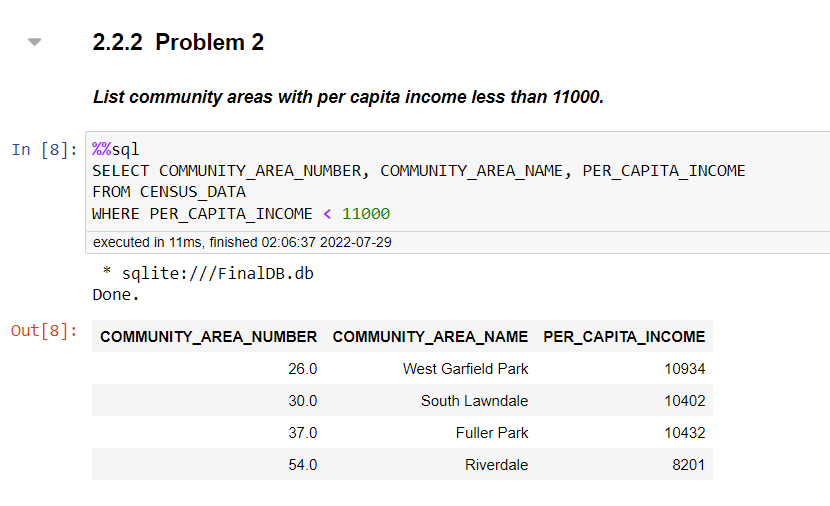 2.2.2 Problem 2
List community areas with per capita income less than 11000.
In [8]: %%sql
SELECT COMMUNITY_AREA_NUMBER, COMMUNITY_AREA_NAME, PER_CAPITA_INCOME
FROM CENSUS_DATA
WHERE PER_CAPITA_INCOME < 11000
executed in 11ms, finished 02:06:37 2022-07-29
* sqlite:///FinalDB.db
Done.
Out[8]: COMMUNITY_AREA_NUMBER COMMUNITY_AREA_NAME PER_CAPITA_INCOME
26.0 West Garfield Park 10934
30.0 South Lawndale 10402
37.0 Fuller Park 10432
54.0 Riverdale 8201